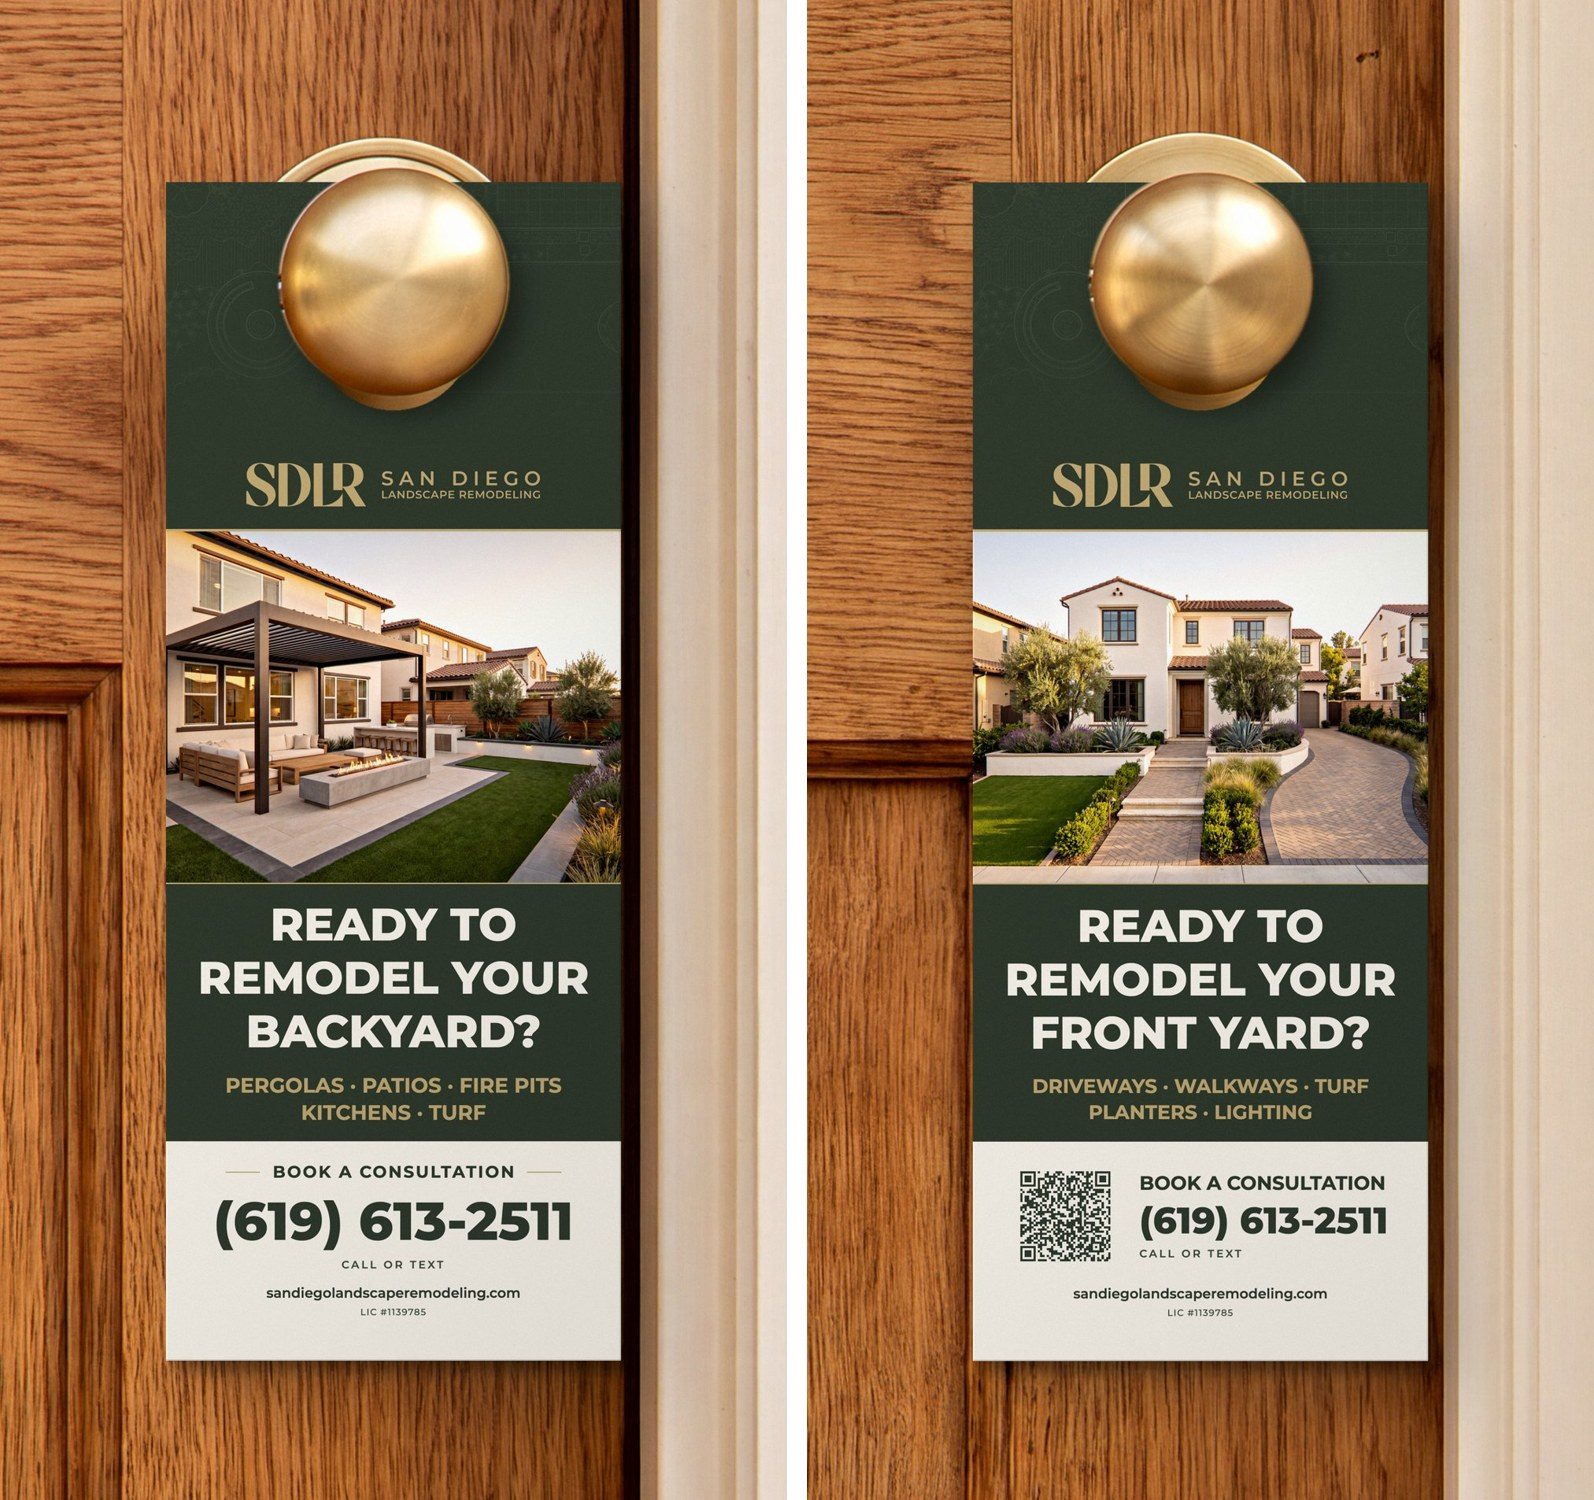 SDLR SAN DIEGO
LANDSCAPE REMODELING
READY TO
REMODEL YOUR
BACKYARD?
PERGOLAS · PATIOS · FIRE PITS
KITCHENS · TURF
BOOK A CONSULTATION
(619) 613-2511
CALL OR TEXT
sandiegolandscaperemodeling.com
LIC #1139785
SDLR SAN DIEGO
LANDSCAPE REMODELING
READY TO
REMODEL YOUR
FRONT YARD?
DRIVEWAYS · WALKWAYS · TURF
PLANTERS · LIGHTING
BOOK A CONSULTATION
(619) 613-2511
CALL OR TEXT
sandiegolandscaperemodeling.com
LIC #1139785